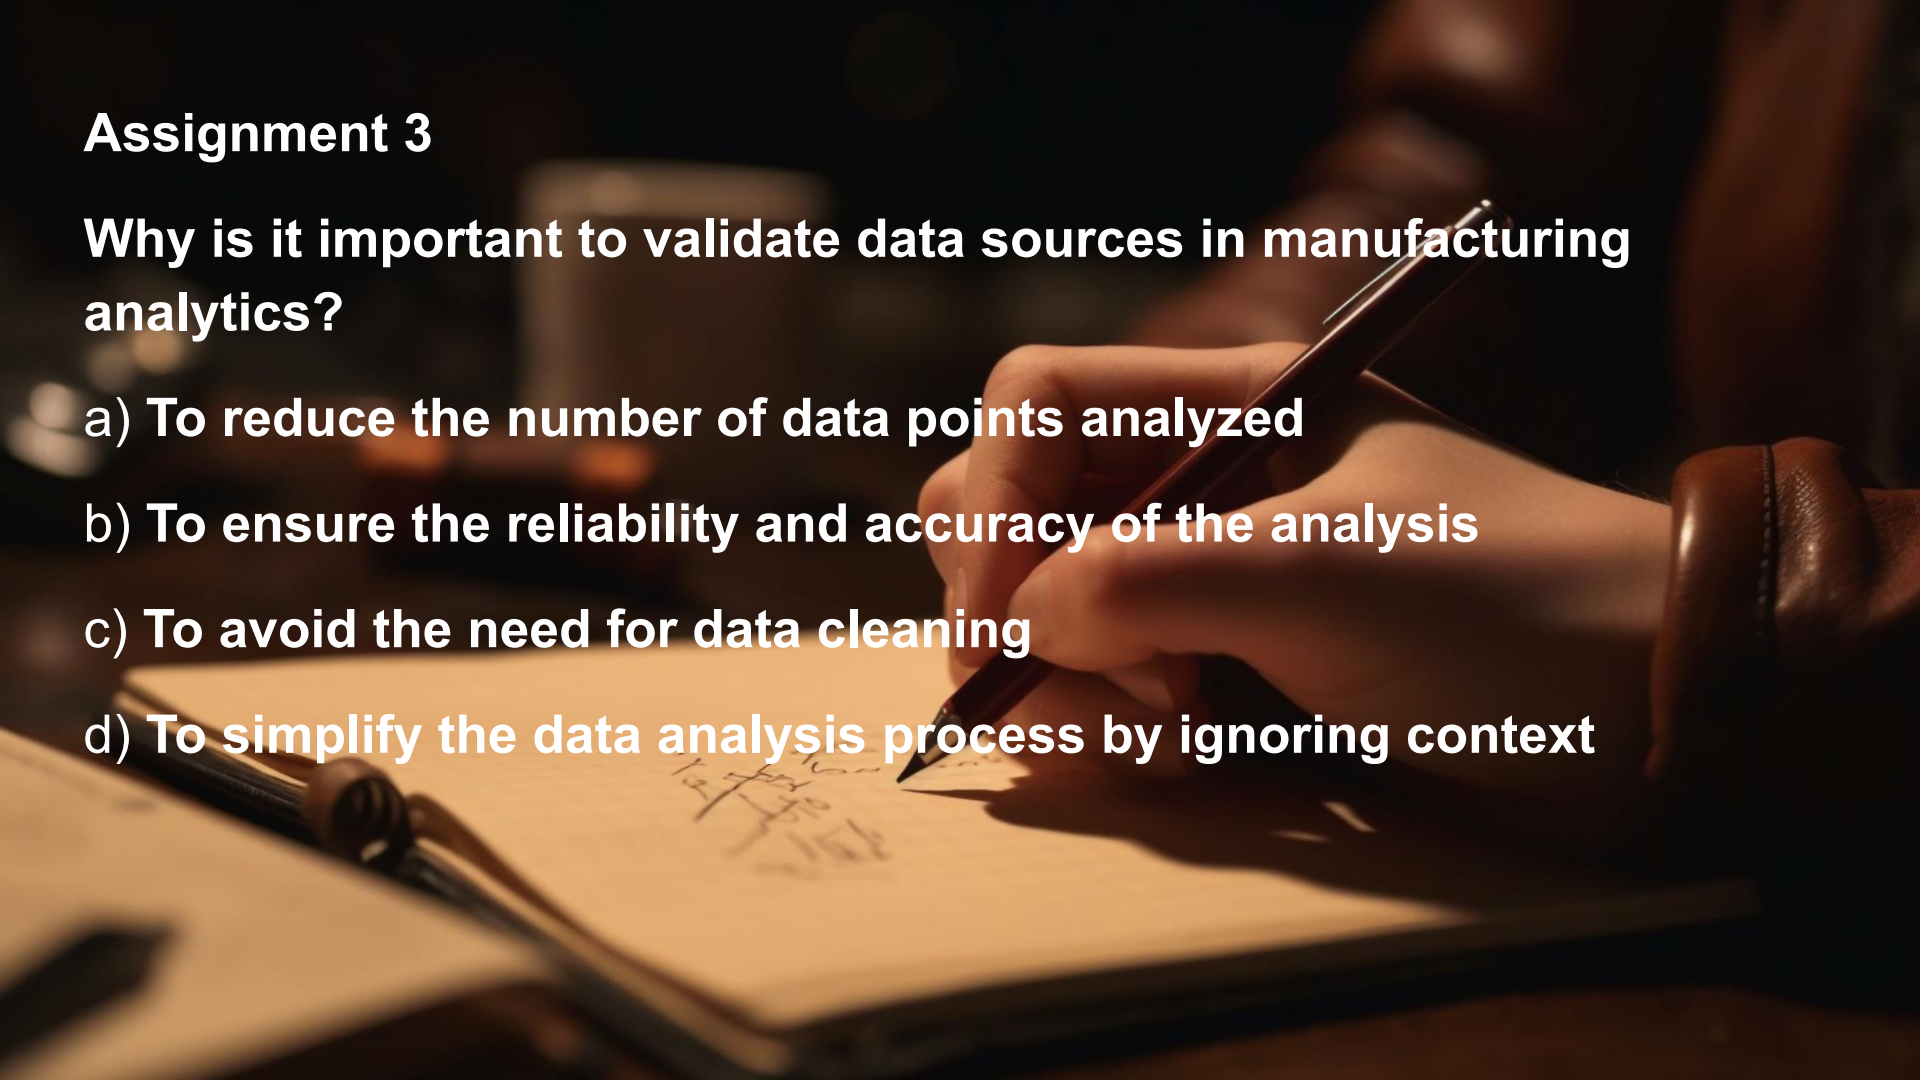 Assignment 3
Why is it important to validate data sources in manufacturing
analytics?
a) To reduce the number of data points analyzed
b) To ensure the reliability and accuracy of the analysis
c) To avoid the need for data cleaning
d) To simplify the data analysis process by ignoring context